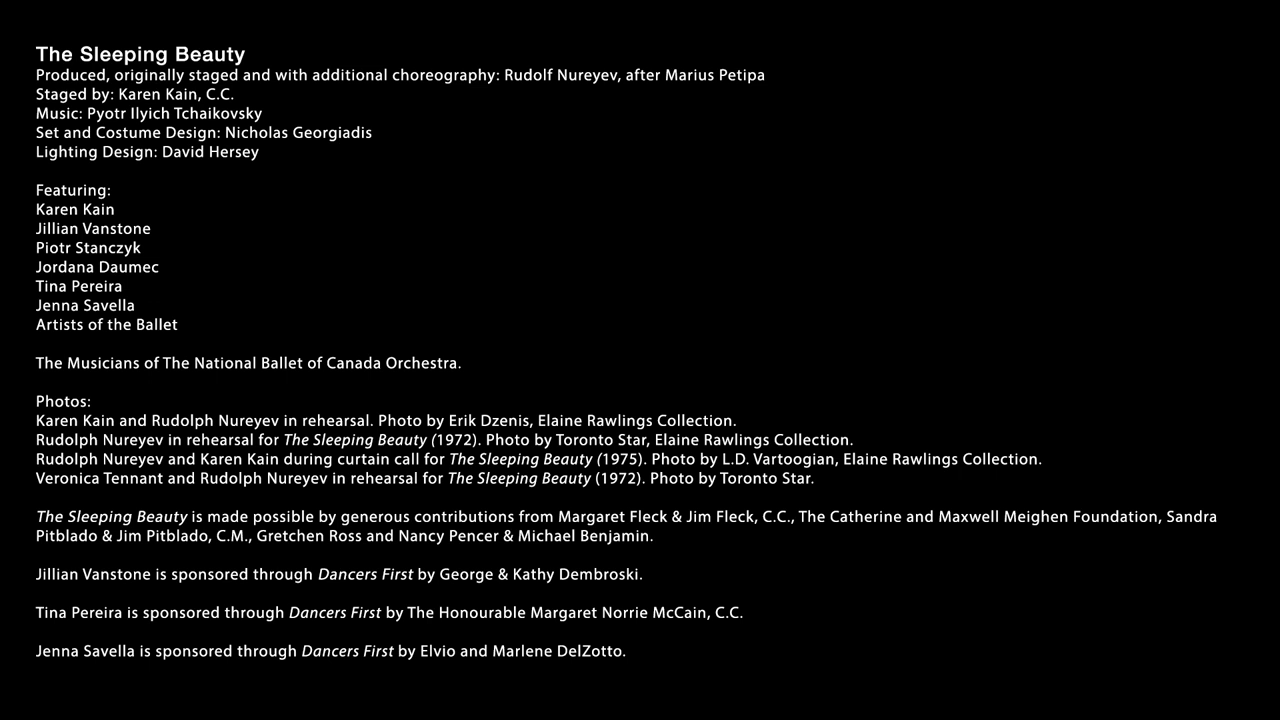 The Sleeping Beauty
Produced, originally staged and with additional choreography: Rudolf Nureyev, after Marius Petipa
Staged by: Karen Kain, C.C.
Music: Pyotr Ilyich Tchaikovsky
Set and Costume Design: Nicholas Georgiadis
Lighting Design: David Hersey
Featuring:
Karen Kain
Jillian Vanstone
Piotr Stanczyk
Jordana Daumec
Tina Pereira
Jenna Savella
Artists of the Ballet
The Musicians of The National Ballet of Canada Orchestra.
Photos:
Karen Kain and Rudolph Nureyev in rehearsal. Photo by Erik Dzenis, Elaine Rawlings Collection.
Rudolph Nureyev in rehearsal for The Sleeping Beauty (1972). Photo by Toronto Star, Elaine Rawlings Collection.
Rudolph Nureyev and Karen Kain during curtain call for The Sleeping Beauty (1975). Photo by L.D. Vartoogian, Elaine Rawlings Collection.
Veronica Tennant and Rudolph Nureyev in rehearsal for The Sleeping Beauty (1972). Photo by Toronto Star.
The Sleeping Beauty is made possible by generous contributions from Margaret Fleck & Jim Fleck, C.C., The Catherine and Maxwell Meighen Foundation, Sandra
Pitblado & Jim Pitblado, C.M., Gretchen Ross and Nancy Pencer & Michael Benjamin.
Jillian Vanstone is sponsored through Dancers First by George & Kathy Dembroski.
Tina Pereira is sponsored through Dancers First by The Honourable Margaret Norrie McCain, C.C.
Jenna Savella is sponsored through Dancers First by Elvio and Marlene DelZotto.